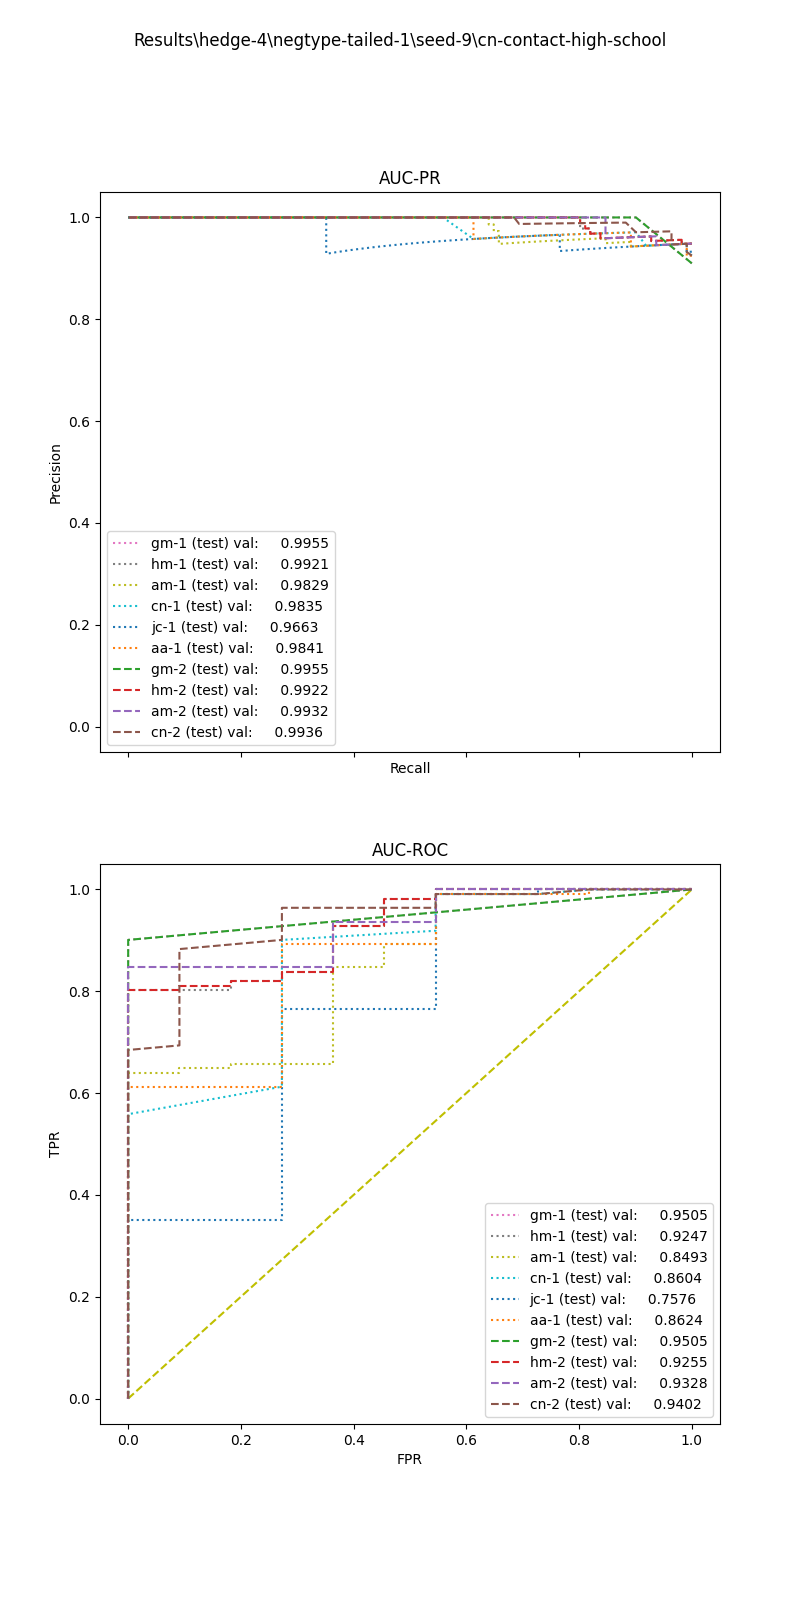 Results\hedge-4\negtype-tailed-1\seed-9\cn-contact-high-school
AUC-PR
1.0
0.8
0.6
0.4
0.2
0.0
Precision
gm-1 (test) val: 0.9955
hm-1 (test) val: 0.9921
am-1 (test) val: 0.9829
cn-1 (test) val: 0.9835
jc-1 (test) val: 0.9663
aa-1 (test) val: 0.9841
gm-2 (test) val: 0.9955
hm-2 (test) val: 0.9922
am-2 (test) val: 0.9932
cn-2 (test) val: 0.9936
Recall
AUC-ROC
1.0
0.8
0.6
0.4
0.2
0.0
TPR
gm-1 (test) val: 0.9505
hm-1 (test) val: 0.9247
am-1 (test) val: 0.8493
cn-1 (test) val: 0.8604
jc-1 (test) val: 0.7576
aa-1 (test) val: 0.8624
gm-2 (test) val: 0.9505
hm-2 (test) val: 0.9255
am-2 (test) val: 0.9328
cn-2 (test) val: 0.9402
0.0 0.2 0.4 0.6 0.8 1.0
FPR